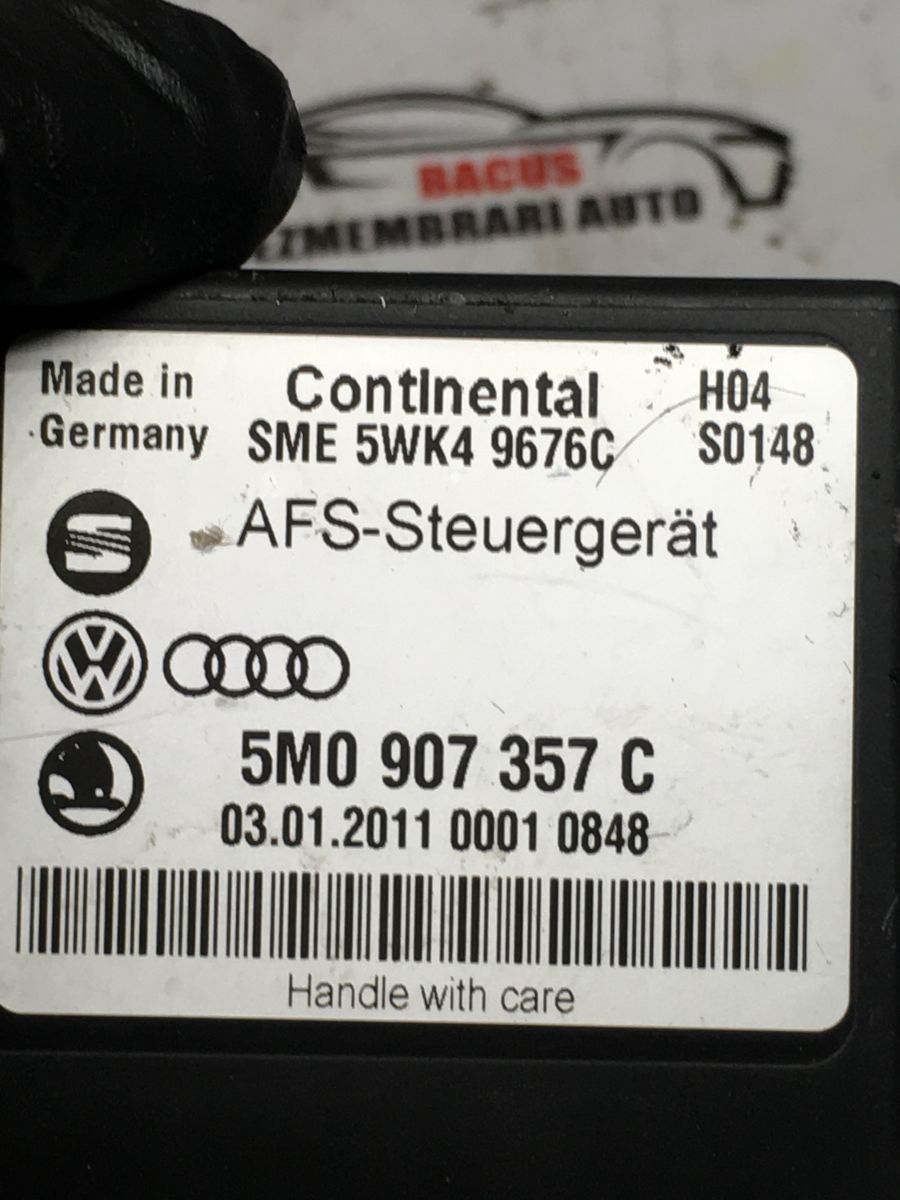 BACUS
EZMEMBRARI AUTO
Made in Germany
Continental
SME 5WK4 9676C
H04
S0148
AFS-Steuergerät
5M0 907 357 C
03.01.2011 0001 0848
Handle with care